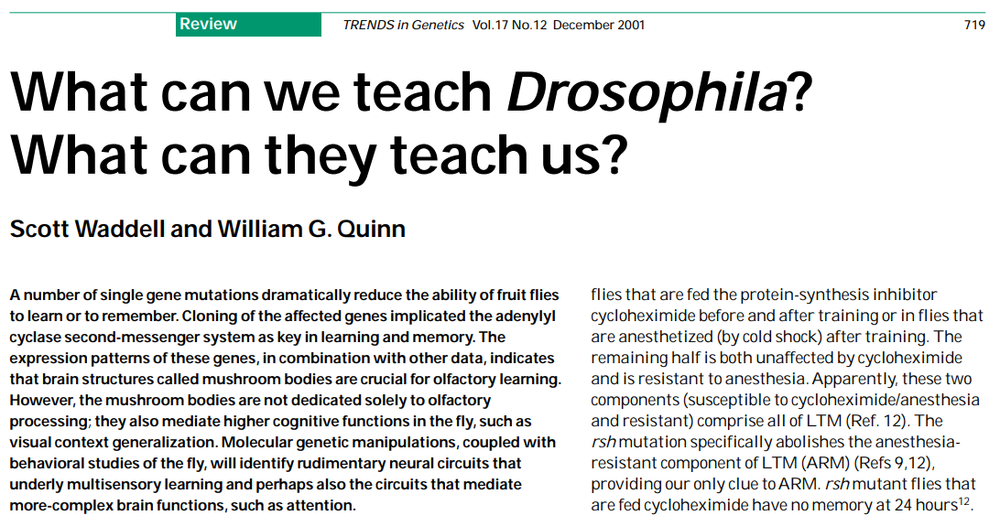 Review
TRENDS in Genetics Vol.17 No.12 December 2001
719
What can we teach Drosophila?
What can they teach us?
Scott Waddell and William G. Quinn
A number of single gene mutations dramatically reduce the ability of fruit flies
to learn or to remember. Cloning of the affected genes implicated the adenylyl
cyclase second-messenger system as key in learning and memory. The
expression patterns of these genes, in combination with other data, indicates
that brain structures called mushroom bodies are crucial for olfactory learning.
However, the mushroom bodies are not dedicated solely to olfactory
processing; they also mediate higher cognitive functions in the fly, such as
visual context generalization. Molecular genetic manipulations, coupled with
behavioral studies of the fly, will identify rudimentary neural circuits that
underly multisensory learning and perhaps also the circuits that mediate
more-complex brain functions, such as attention.
flies that are fed the protein-synthesis inhibitor
cycloheximide before and after training or in flies that
are anesthetized (by cold shock) after training. The
remaining half is both unaffected by cycloheximide
and is resistant to anesthesia. Apparently, these two
components (susceptible to cycloheximide/anesthesia
and resistant) comprise all of LTM (Ref. 12). The
rsh mutation specifically abolishes the anesthesia-
resistant component of LTM (ARM) (Refs 9,12),
providing our only clue to ARM. rsh mutant flies that
are fed cycloheximide have no memory at 24 hours12.